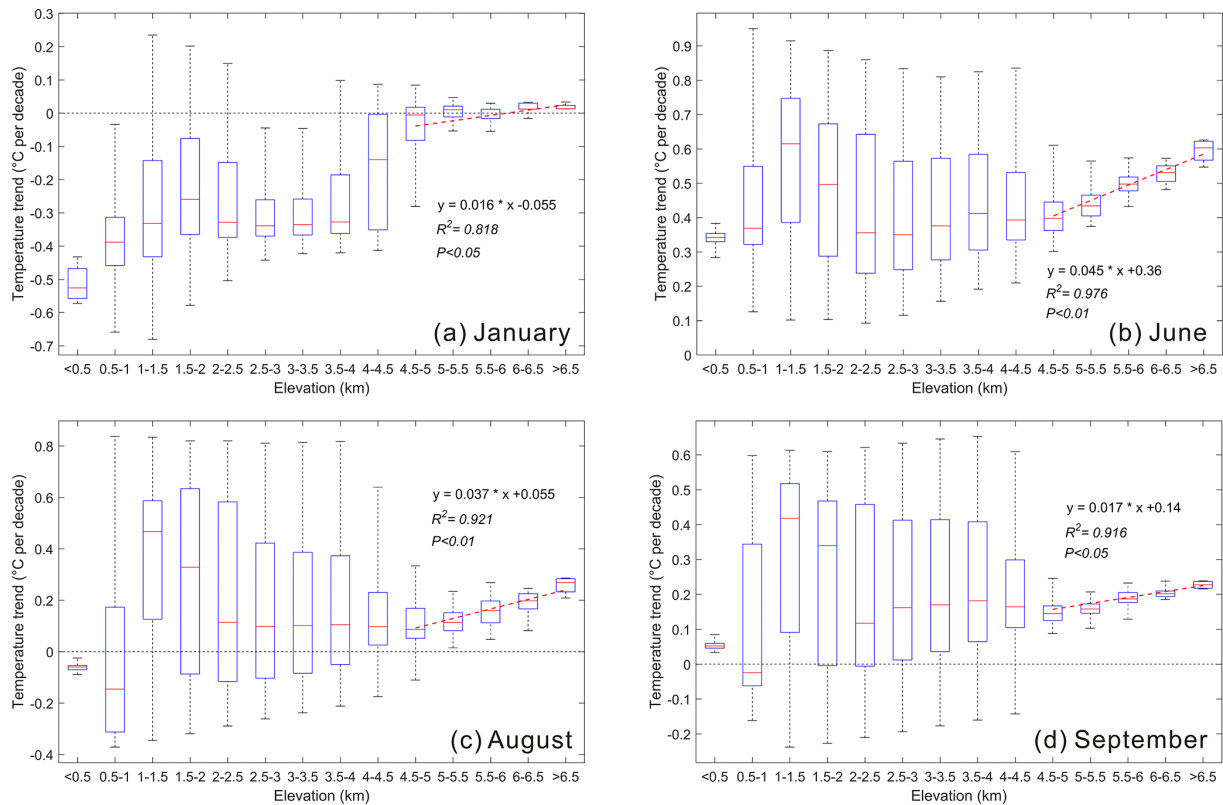 0.3
0.2
0.1
0
-0.1
-0.2
-0.3
-0.4
-0.5
-0.6
-0.7
Temperature trend (°C per decade)
y = 0.016 * x -0.055
R²= 0.818
P<0.05
(a) January
<0.5 0.5-1 1-1.5 1.5-2 2-2.5 2.5-3 3-3.5 3.5-4 4-4.5 4.5-5 5-5.5 5.5-6 6-6.5 >6.5
Elevation (km)
0.9
0.8
0.7
0.6
0.5
0.4
0.3
0.2
0.1
0
Temperature trend (°C per decade)
y = 0.045 * x +0.36
R²= 0.976
P<0.01
(b) June
<0.5 0.5-1 1-1.5 1.5-2 2-2.5 2.5-3 3-3.5 3.5-4 4-4.5 4.5-5 5-5.5 5.5-6 6-6.5 >6.5
Elevation (km)
0.8
0.6
0.4
0.2
0
-0.2
-0.4
Temperature trend (°C per decade)
y = 0.037 * x +0.055
R²= 0.921
P<0.01
(c) August
<0.5 0.5-1 1-1.5 1.5-2 2-2.5 2.5-3 3-3.5 3.5-4 4-4.5 4.5-5 5-5.5 5.5-6 6-6.5 >6.5
Elevation (km)
0.6
0.5
0.4
0.3
0.2
0.1
0
-0.1
-0.2
Temperature trend (°C per decade)
y = 0.017 * x +0.14
R²= 0.916
P<0.05
(d) September
<0.5 0.5-1 1-1.5 1.5-2 2-2.5 2.5-3 3-3.5 3.5-4 4-4.5 4.5-5 5-5.5 5.5-6 6-6.5 >6.5
Elevation (km)